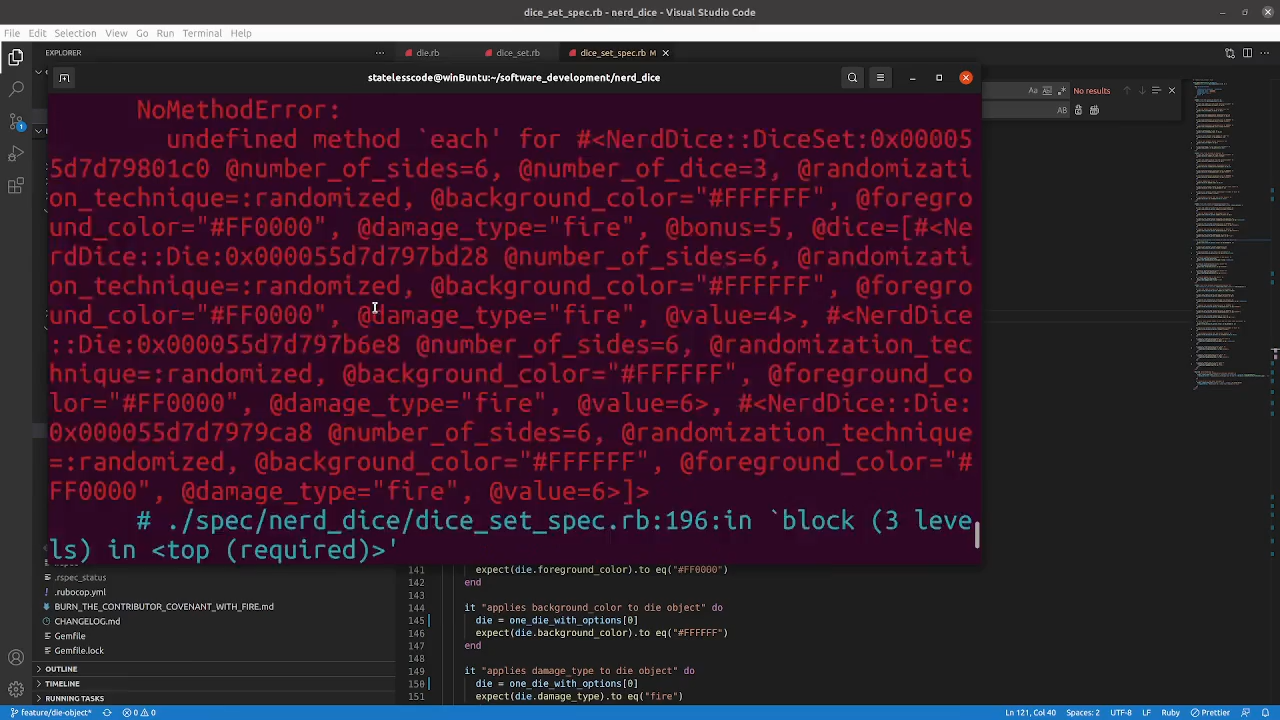 dice_set_spec.rb - nerd_dice - Visual Studio Code
File Edit Selection View Go Run Terminal Help
EXPLORER
die.rb
dice_set.rb
dice_set_spec.rb M
statelesscode@winBuntu:~/software_development/nerd_dice
Aa
No results
AB
1
NoMethodError:
undefined method `each' for #<NerdDice::DiceSet:0x00005
5d7d79801c0 @number_of_sides=6, @number_of_dice=3, @randomizati
on_technique=:randomized, @background_color="#FFFFFF", @foregro
und_color="#FF0000", @damage_type="fire", @bonus=5, @dice=[#<Ne
rdDice::Die:0x000055d7d797bd28 @number_of_sides=6, @randomizati
on_technique=:randomized, @background_color="#FFFFFF", @foregro
und_color="#FF0000", @damage_type="fire", @value=4>, #<NerdDice
::Die:0x000055d7d797bbe8 @number_of_sides=6, @randomization_tec
hnique=:randomized, @background_color="#FFFFFF", @foreground_co
lor="#FF0000", @damage_type="fire", @value=6>, #<NerdDice::Die:
0x000055d7d7979ca8 @number_of_sides=6, @randomization_technique
=:randomized, @background_color="#FFFFFF", @foreground_color="#
FF0000", @damage_type="fire", @value=6>]>
# ./spec/nerd_dice/dice_set_spec.rb:196:in `block (3 leve
ls) in <top (required)>'
.rspec_status
.rubocop.yml
BURN_THE_CONTRIBUTOR_COVENANT_WITH_FIRE.md
CHANGELOG.md
Gemfile
Gemfile.lock
OUTLINE
TIMELINE
RUNNING TASKS
141 expect(die.foreground_color).to eq("#FF0000")
142 end
143
144 it "applies background_color to die object" do
145 die = one_die_with_options[0]
146 expect(die.background_color).to eq("#FFFFFF")
147 end
148
149 it "applies damage_type to die object" do
150 die = one_die_with_options[0]
151 expect(die.damage_type).to eq("fire")
feature/die-object* 0 0 Ln 121, Col 40 Spaces: 2 UTF-8 LF Ruby Prettier